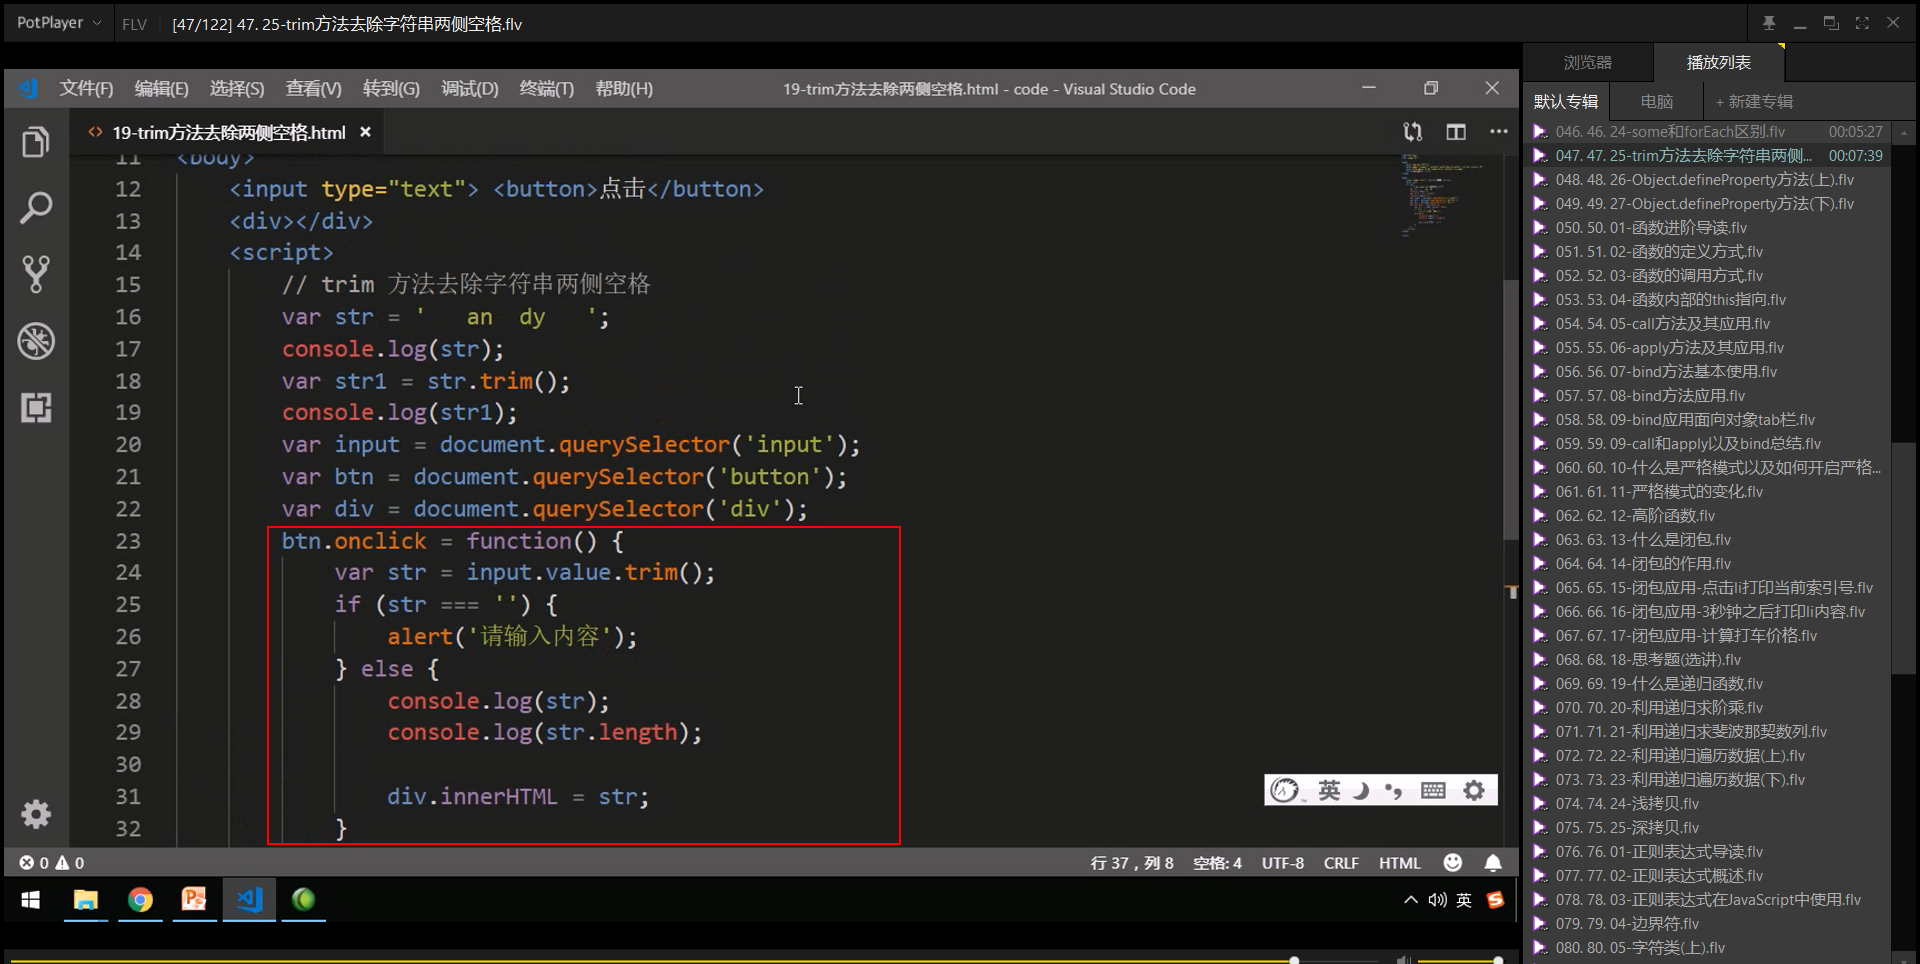 PotPlayer FLV [47/122] 47. 25-trim方法去除字符串两侧空格.flv
文件(F) 编辑(E) 选择(S) 查看(V) 转到(G) 调试(D) 终端(T) 帮助(H) 19-trim方法去除两侧空格.html - code - Visual Studio Code
19-trim方法去除两侧空格.html
11 <body>
12 <input type="text"> <button>点击</button>
13 <div></div>
14 <script>
15 // trim 方法去除字符串两侧空格
16 var str = '   an  dy   ';
17 console.log(str);
18 var str1 = str.trim();
19 console.log(str1);
20 var input = document.querySelector('input');
21 var btn = document.querySelector('button');
22 var div = document.querySelector('div');
23 btn.onclick = function() {
24 var str = input.value.trim();
25 if (str === '') {
26 alert('请输入内容');
27 } else {
28 console.log(str);
29 console.log(str.length);
30
31 div.innerHTML = str;
32 }
英
0 0 行 37，列 8 空格: 4 UTF-8 CRLF HTML
英
浏览器 播放列表
默认专辑 电脑 + 新建专辑
046. 46. 24-some和forEach区别.flv 00:05:27
047. 47. 25-trim方法去除字符串两侧... 00:07:39
048. 48. 26-Object.defineProperty方法(上).flv
049. 49. 27-Object.defineProperty方法(下).flv
050. 50. 01-函数进阶导读.flv
051. 51. 02-函数的定义方式.flv
052. 52. 03-函数的调用方式.flv
053. 53. 04-函数内部的this指向.flv
054. 54. 05-call方法及其应用.flv
055. 55. 06-apply方法及其应用.flv
056. 56. 07-bind方法基本使用.flv
057. 57. 08-bind方法应用.flv
058. 58. 09-bind应用面向对象tab栏.flv
059. 59. 09-call和apply以及bind总结.flv
060. 60. 10-什么是严格模式以及如何开启严格...
061. 61. 11-严格模式的变化.flv
062. 62. 12-高阶函数.flv
063. 63. 13-什么是闭包.flv
064. 64. 14-闭包的作用.flv
065. 65. 15-闭包应用-点击li打印当前索引号.flv
066. 66. 16-闭包应用-3秒钟之后打印li内容.flv
067. 67. 17-闭包应用-计算打车价格.flv
068. 68. 18-思考题(选讲).flv
069. 69. 19-什么是递归函数.flv
070. 70. 20-利用递归求阶乘.flv
071. 71. 21-利用递归求斐波那契数列.flv
072. 72. 22-利用递归遍历数据(上).flv
073. 73. 23-利用递归遍历数据(下).flv
074. 74. 24-浅拷贝.flv
075. 75. 25-深拷贝.flv
076. 76. 01-正则表达式导读.flv
077. 77. 02-正则表达式概述.flv
078. 78. 03-正则表达式在JavaScript中使用.flv
079. 79. 04-边界符.flv
080. 80. 05-字符类(上).flv